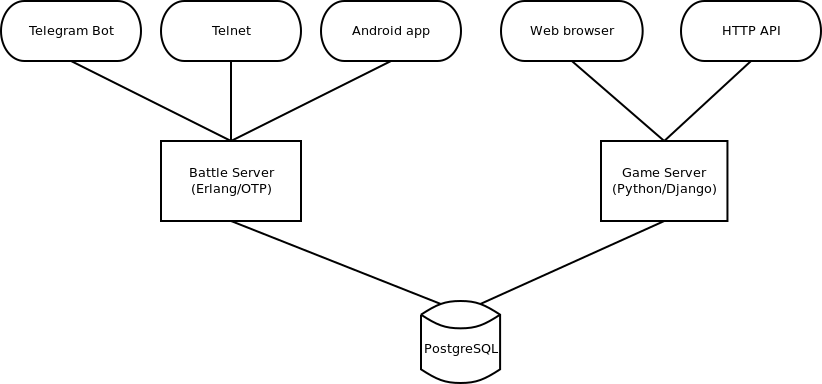 Telegram Bot
Telnet
Android app
Web browser
HTTP API
Battle Server
(Erlang/OTP)
Game Server
(Python/Django)
PostgreSQL